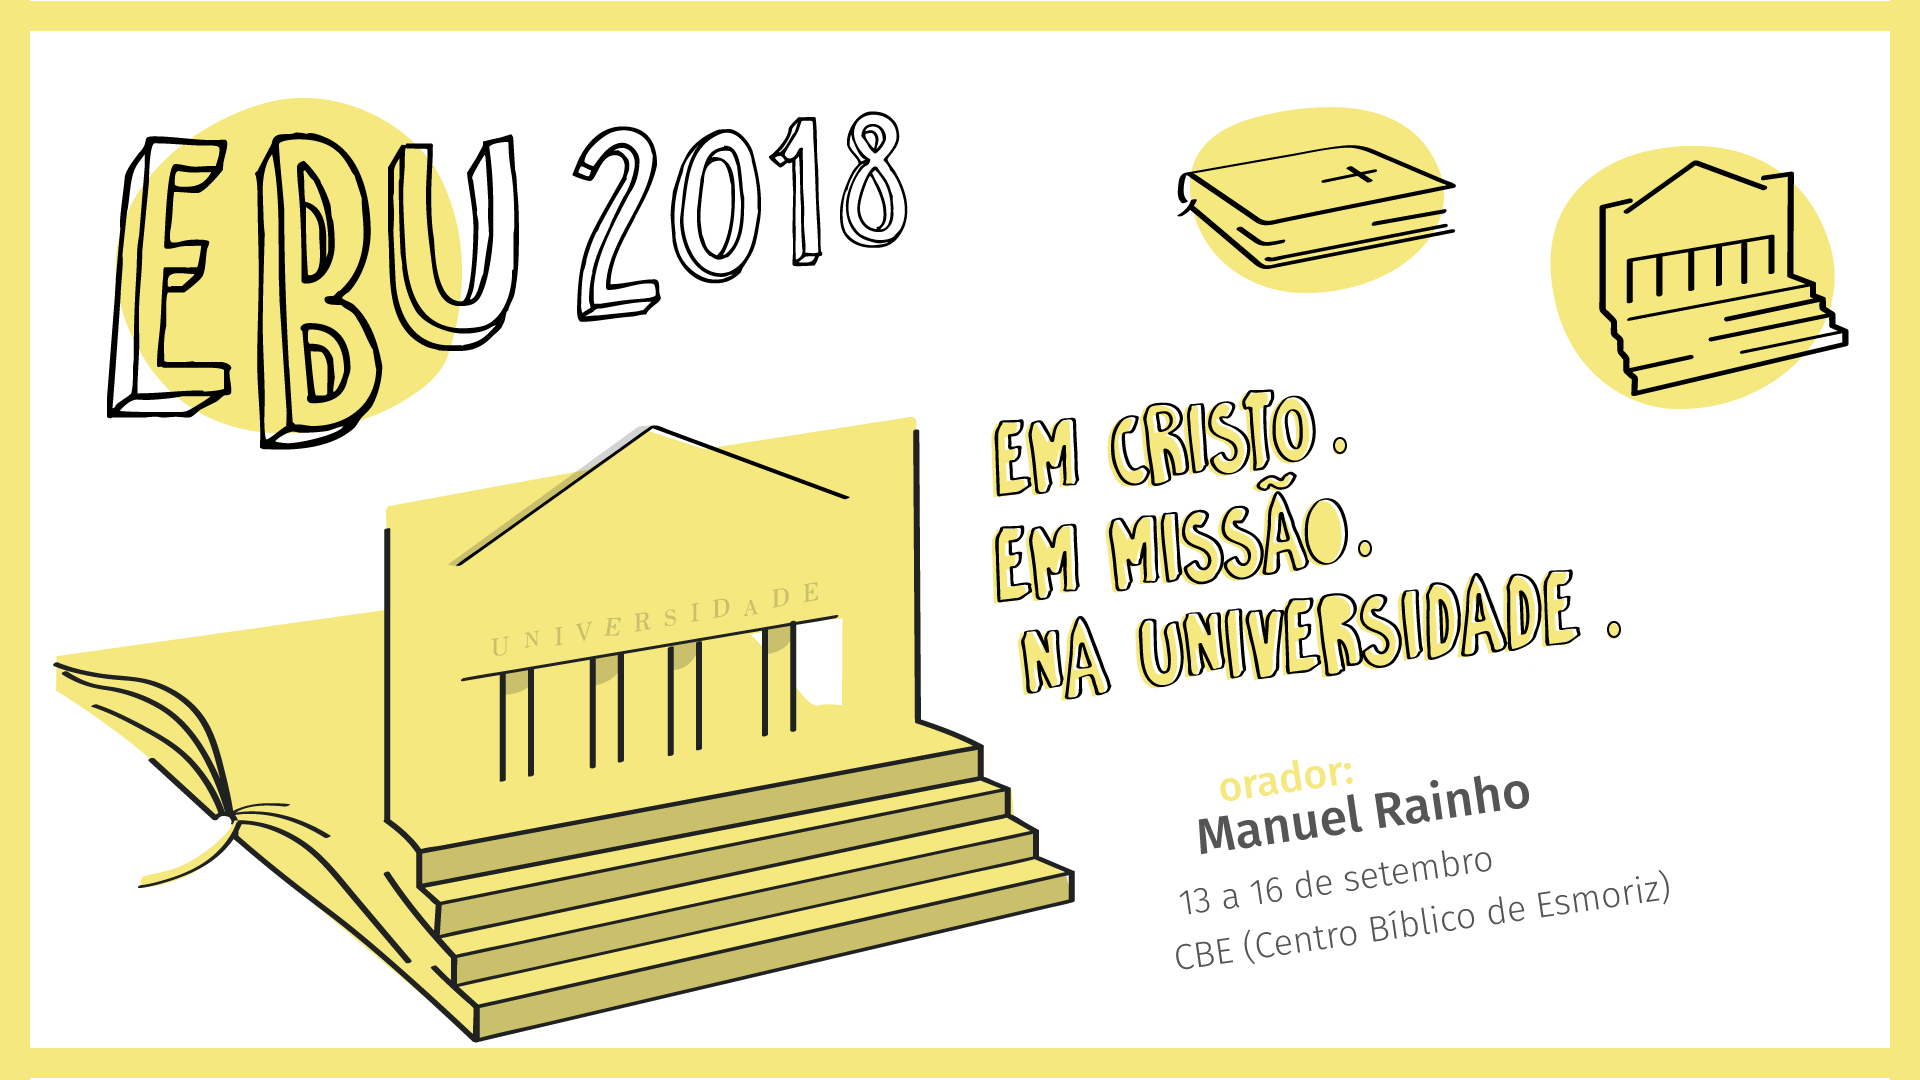 EBU 2018
EM CRISTO.
EM MISSÃO.
NA UNIVERSIDADE.
UNIVERSIDADE
orador:
Manuel Rainho
13 a 16 de setembro
CBE (Centro Bíblico de Esmoriz)